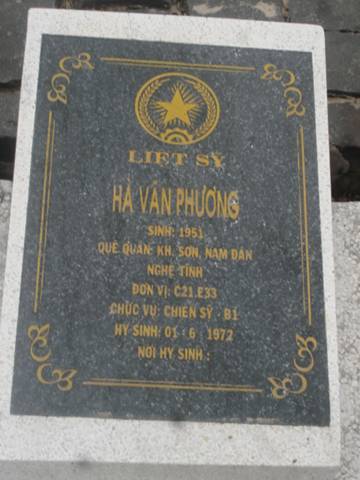 LIỆT SỸ
HÀ VĂN PHƯƠNG
SINH: 1951
QUÊ QUÁN: KH. SƠN, NAM ĐÀN
NGHỆ TĨNH
ĐƠN VỊ: C21.E33
CHỨC VỤ: CHIẾN SỸ - B1
HY SINH: 01 - 6 - 1972
NƠI HY SINH :